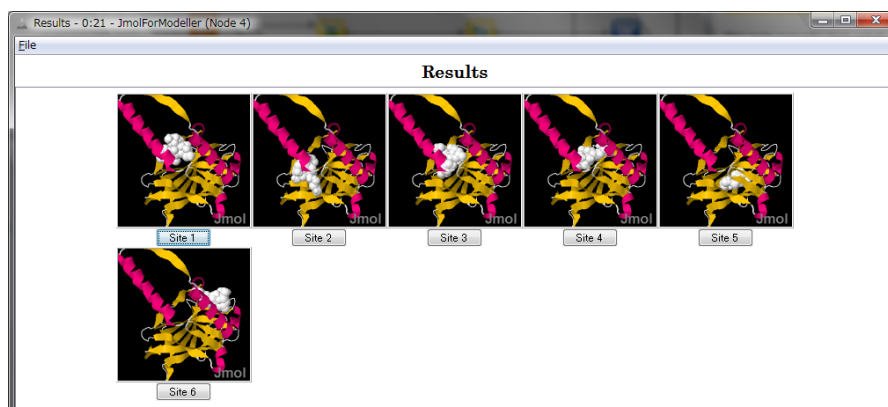 Results - 0:21 - JmolForModeller (Node 4)
File
Results
Jmol Jmol Jmol Jmol Jmol
Site 1 Site 2 Site 3 Site 4 Site 5
Jmol
Site 6